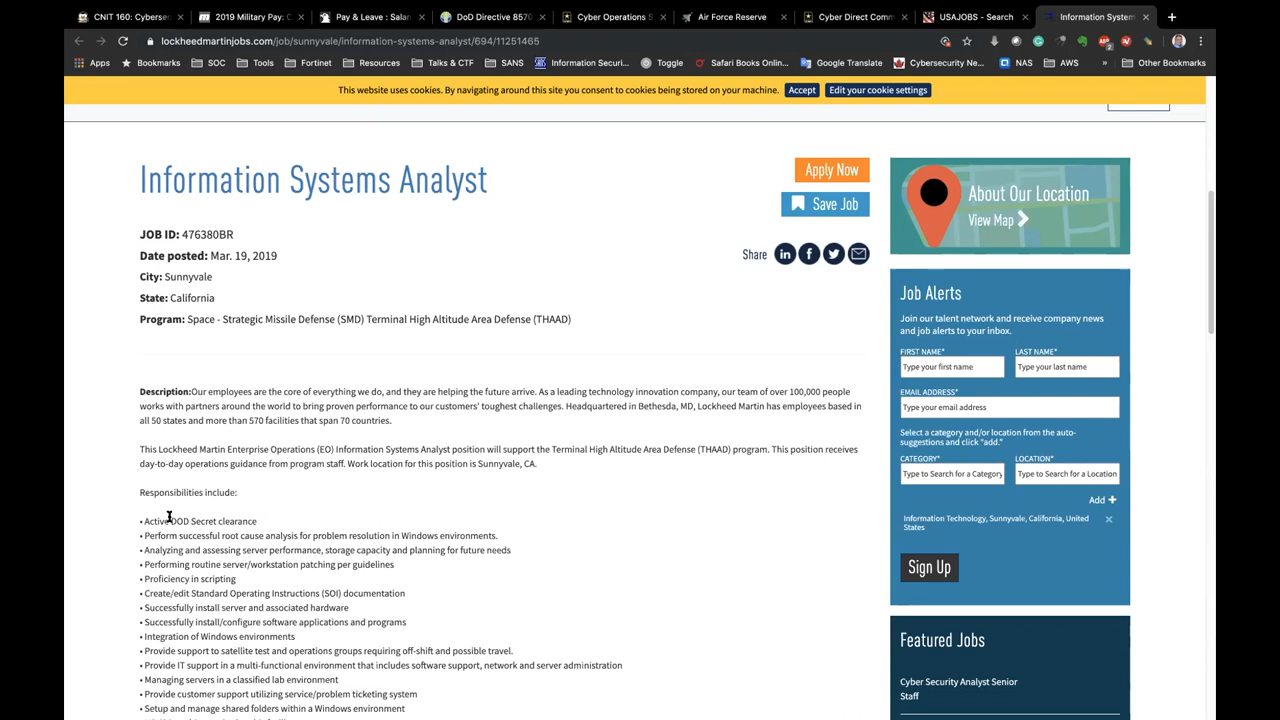 CNIT 160: Cyberse
2019 Military Pay:
Pay & Leave : Salar
DoD Directive 8570
Cyber Operations S
Air Force Reserve
Cyber Direct Comm
USAJOBS - Search
Information System
lockheedmartinjobs.com/job/sunnyvale/information-systems-analyst/694/11251465
Apps
Bookmarks
SOC
Tools
Fortinet
Resources
Talks & CTF
SANS
Information Securi...
Toggle
Safari Books Onlin...
Google Translate
Cybersecurity Ne...
NAS
AWS
»
Other Bookmarks
This website uses cookies. By navigating around this site you consent to cookies being stored on your machine.
Accept
Edit your cookie settings
Information Systems Analyst
Apply Now
Save Job
JOB ID: 476380BR
Date posted: Mar. 19, 2019
City: Sunnyvale
State: California
Program: Space - Strategic Missile Defense (SMD) Terminal High Altitude Area Defense (THAAD)
Share
Description:Our employees are the core of everything we do, and they are helping the future arrive. As a leading technology innovation company, our team of over 100,000 people
works with partners around the world to bring proven performance to our customers' toughest challenges. Headquartered in Bethesda, MD, Lockheed Martin has employees based in
all 50 states and more than 570 facilities that span 70 countries.
This Lockheed Martin Enterprise Operations (EO) Information Systems Analyst position will support the Terminal High Altitude Area Defense (THAAD) program. This position receives
day-to-day operations guidance from program staff. Work location for this position is Sunnyvale, CA.
Responsibilities include:
• Active DOD Secret clearance
• Perform successful root cause analysis for problem resolution in Windows environments.
• Analyzing and assessing server performance, storage capacity and planning for future needs
• Performing routine server/workstation patching per guidelines
• Proficiency in scripting
• Create/edit Standard Operating Instructions (SOI) documentation
• Successfully install server and associated hardware
• Successfully install/configure software applications and programs
• Integration of Windows environments
• Provide support to satellite test and operations groups requiring off-shift and possible travel.
• Provide IT support in a multi-functional environment that includes software support, network and server administration
• Managing servers in a classified lab environment
• Provide customer support utilizing service/problem ticketing system
• Setup and manage shared folders within a Windows environment
About Our Location
View Map
Job Alerts
Join our talent network and receive company news
and job alerts to your inbox.
FIRST NAME*
LAST NAME*
Type your first name
Type your last name
EMAIL ADDRESS*
Type your email address
Select a category and/or location from the auto-
suggestions and click “add.”
CATEGORY*
LOCATION*
Type to Search for a Category
Type to Search for a Location
Add +
Information Technology, Sunnyvale, California, United
States
Sign Up
Featured Jobs
Cyber Security Analyst Senior
Staff